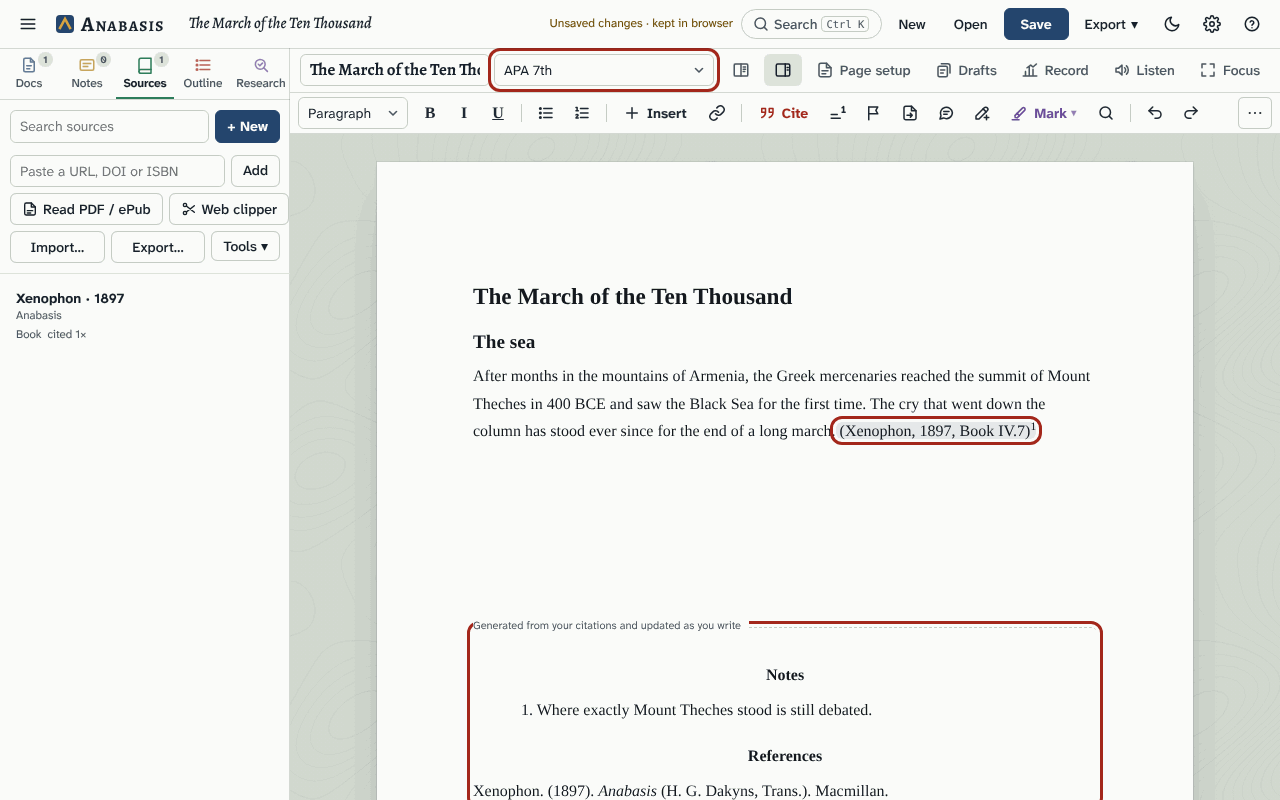 Anabasis
The March of the Ten Thousand
Unsaved changes · kept in browser
Search Ctrl K
New
Open
Save
Export ▾
Docs 1
Notes 0
Sources 1
Outline
Research
The March of the Ten Tho
APA 7th
Page setup
Drafts
Record
Listen
Focus
Paragraph
B I U
Insert
Cite
1
Mark ▾
Search sources
+ New
Paste a URL, DOI or ISBN
Add
Read PDF / ePub
Web clipper
Import...
Export...
Tools ▾
Xenophon · 1897
Anabasis
Book cited 1×
The March of the Ten Thousand
The sea
After months in the mountains of Armenia, the Greek mercenaries reached the summit of Mount
Theches in 400 BCE and saw the Black Sea for the first time. The cry that went down the
column has stood ever since for the end of a long march. (Xenophon, 1897, Book IV.7)1
Generated from your citations and updated as you write
Notes
1. Where exactly Mount Theches stood is still debated.
References
Xenophon. (1897). Anabasis (H. G. Dakyns, Trans.). Macmillan.